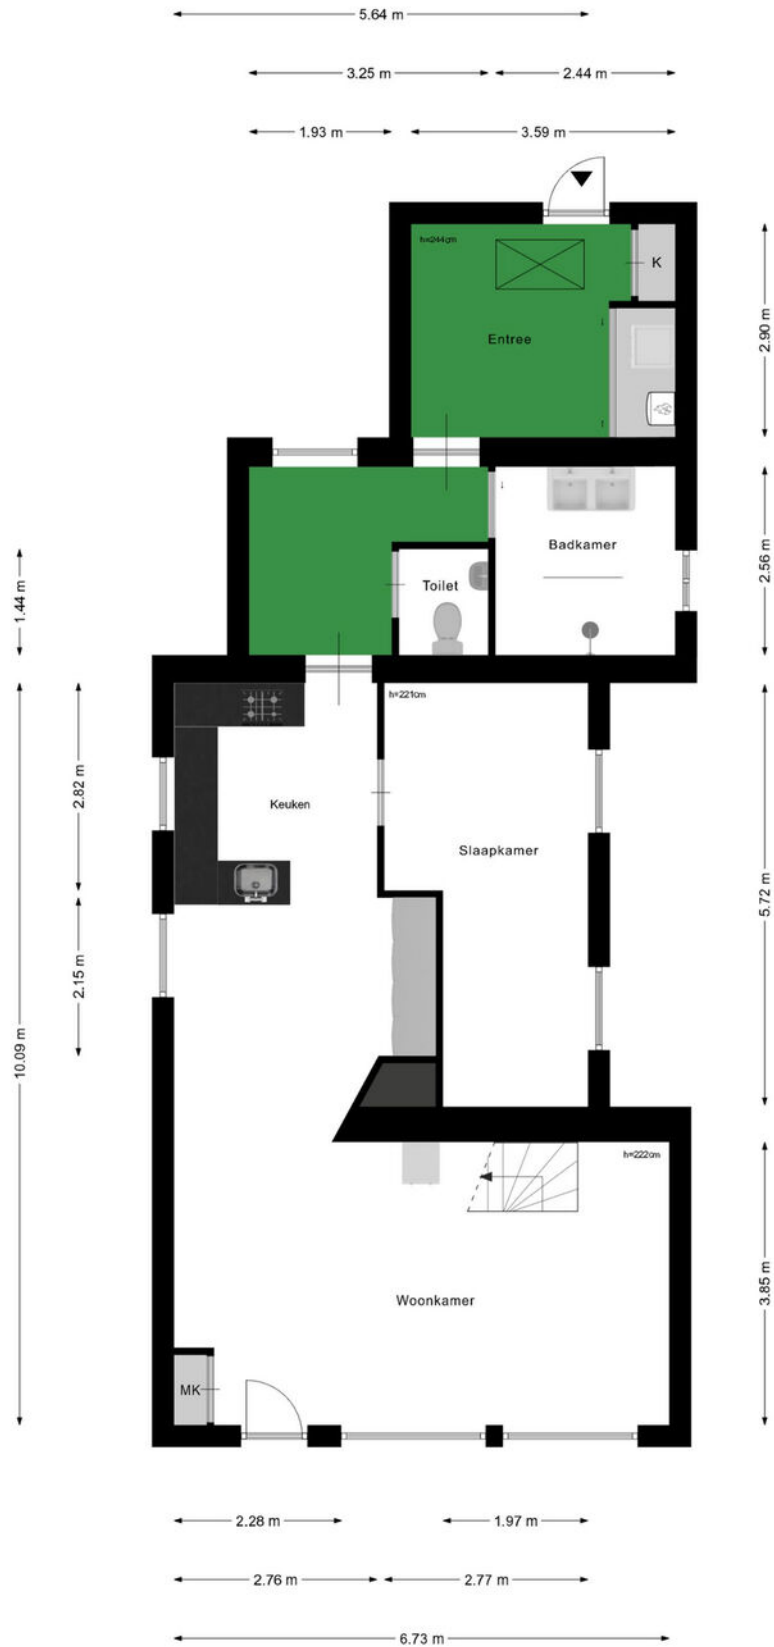 5.64 m
3.25 m
2.44 m
1.93 m
3.59 m
h=244cm
K
Entree
2.90 m
Badkamer
Toilet
2.56 m
1.44 m
h=221cm
Keuken
2.82 m
Slaapkamer
5.72 m
2.15 m
10.09 m
h=222cm
Woonkamer
3.85 m
MK
2.28 m
1.97 m
2.76 m
2.77 m
6.73 m